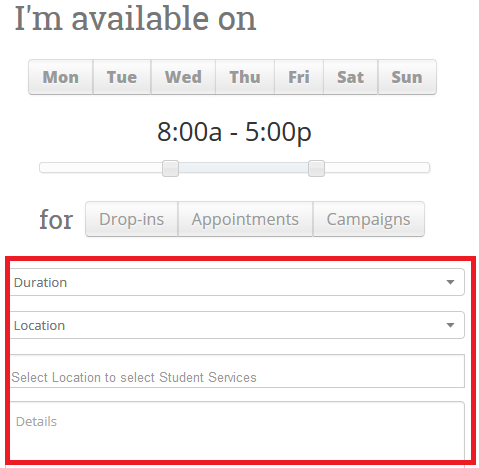 I'm available on
Mon Tue Wed Thu Fri Sat Sun
8:00a - 5:00p
for Drop-ins Appointments Campaigns
Duration
Location
Select Location to select Student Services
Details